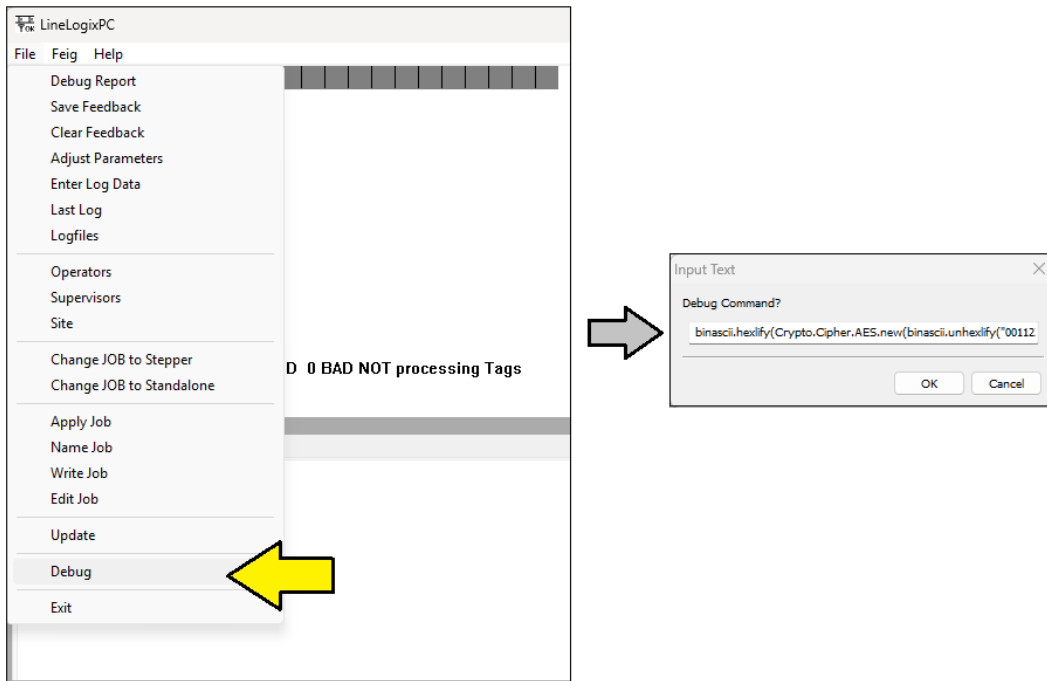 LineLogixPC
File Feig Help
Debug Report
Save Feedback
Clear Feedback
Adjust Parameters
Enter Log Data
Last Log
Logfiles
Operators
Supervisors
Site
Change JOB to Stepper
Change JOB to Standalone
D 0 BAD NOT processing Tags
Apply Job
Name Job
Write Job
Edit Job
Update
Debug
Exit
Input Text
Debug Command?
binascii.hexlify(Crypto.Cipher.AES.new(binascii.unhexlify("00112
OK Cancel